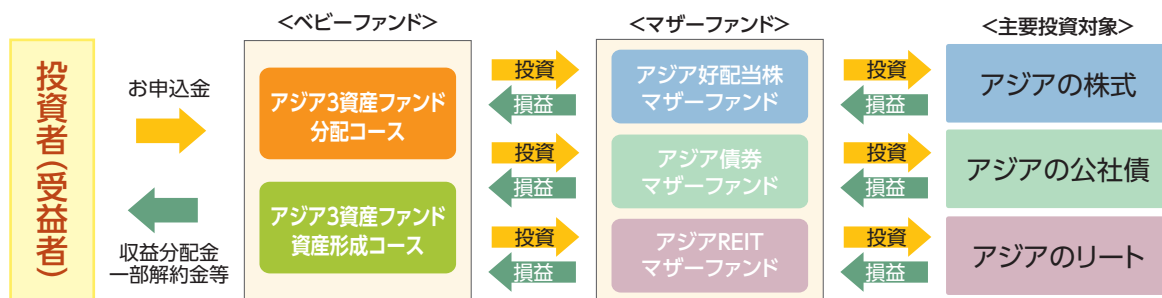 投資者(受益者)
お申込金
収益分配金
一部解約金等
<ベビーファンド>
アジア3資産ファンド
分配コース
アジア3資産ファンド
資産形成コース
投資
損益
投資
損益
投資
損益
<マザーファンド>
アジア好配当株
マザーファンド
アジア債券
マザーファンド
アジアREIT
マザーファンド
投資
損益
投資
損益
投資
損益
<主要投資対象>
アジアの株式
アジアの公社債
アジアのリート